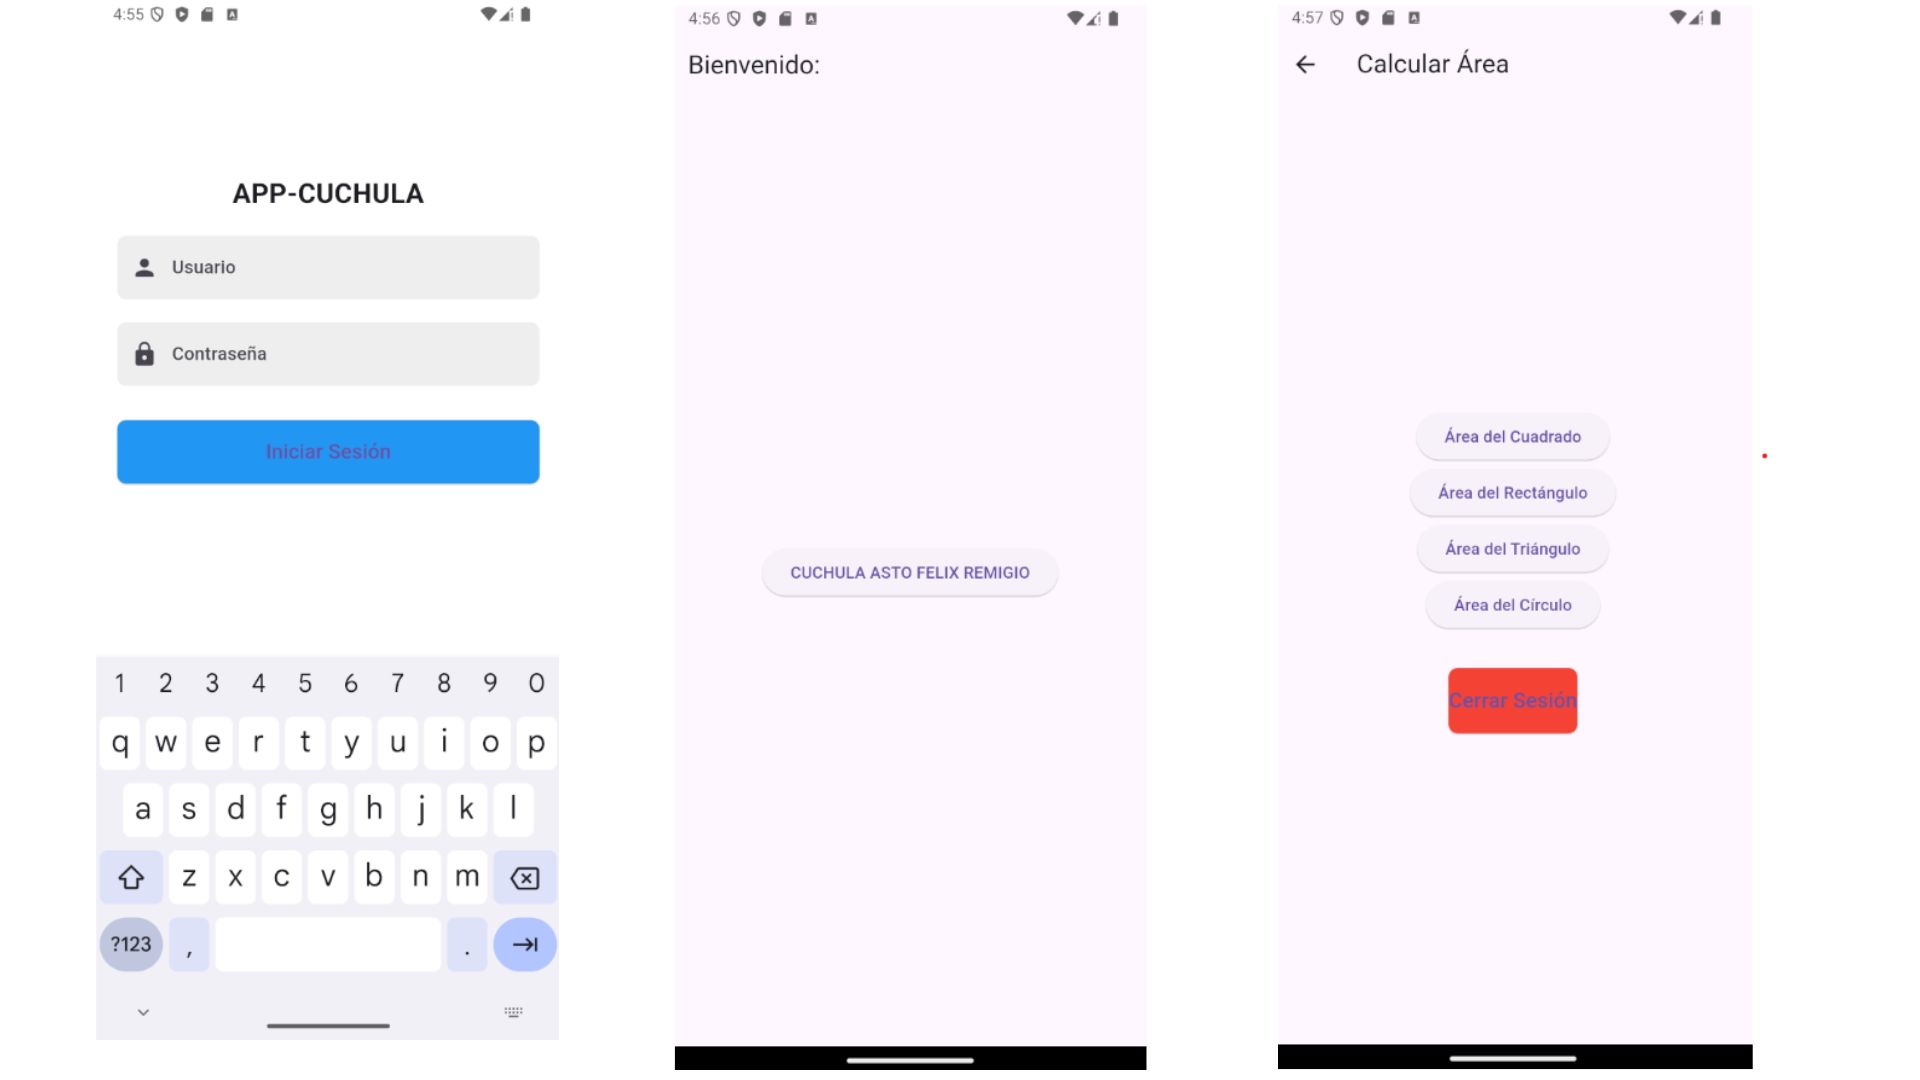 4:55
APP-CUCHULA
Usuario
Contraseña
Iniciar Sesión
1 2 3 4 5 6 7 8 9 0
q w e r t y u i o p
a s d f g h j k l
z x c v b n m
?123 , .
4:56
Bienvenido:
CUCHULA ASTO FELIX REMIGIO
4:57
Calcular Área
Área del Cuadrado
Área del Rectángulo
Área del Triángulo
Área del Círculo
Cerrar Sesión